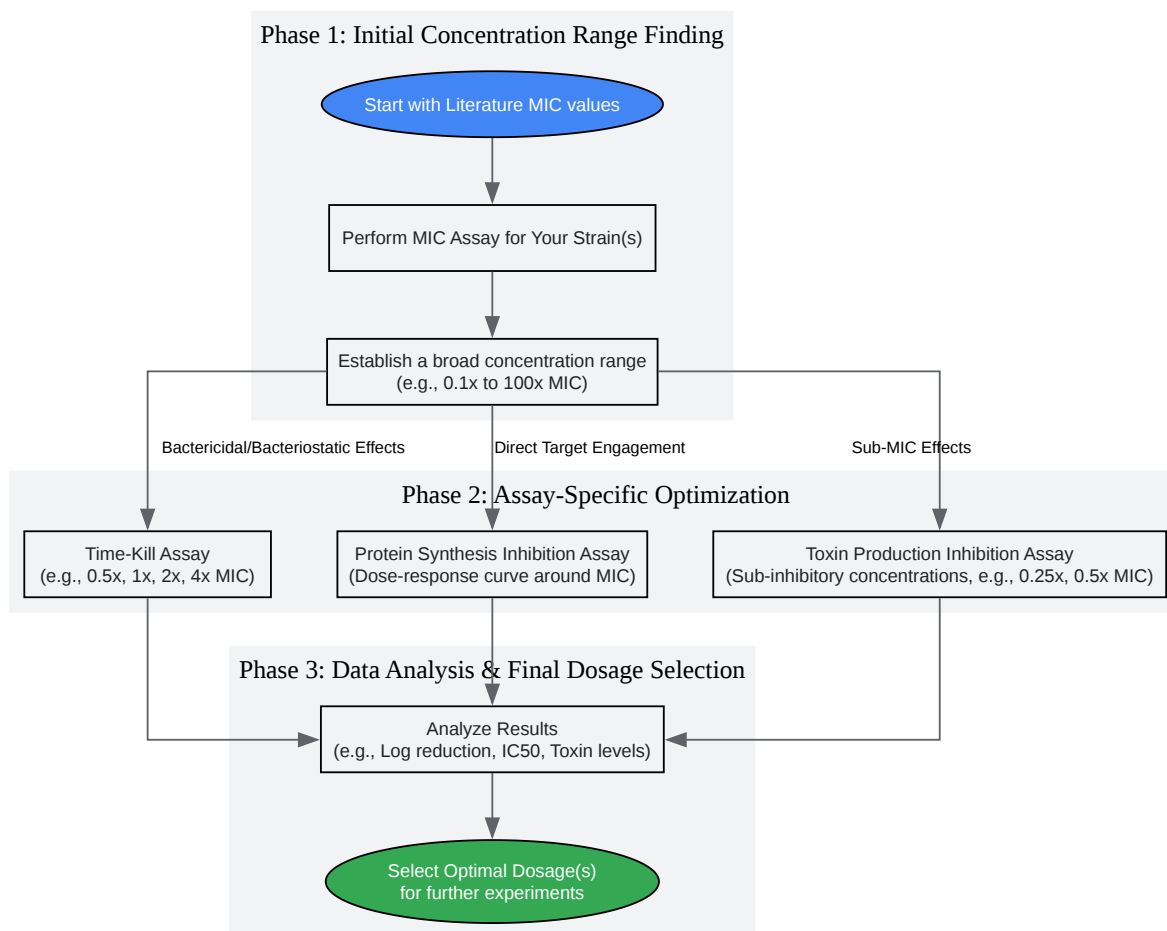 Phase 1: Initial Concentration Range Finding
Start with Literature MIC values
Perform MIC Assay for Your Strain(s)
Establish a broad concentration range
(e.g., 0.1x to 100x MIC)
Bactericidal/Bacteriostatic Effects
Direct Target Engagement
Sub-MIC Effects
Phase 2: Assay-Specific Optimization
Time-Kill Assay
(e.g., 0.5x, 1x, 2x, 4x MIC)
Protein Synthesis Inhibition Assay
(Dose-response curve around MIC)
Toxin Production Inhibition Assay
(Sub-inhibitory concentrations, e.g., 0.25x, 0.5x MIC)
Phase 3: Data Analysis & Final Dosage Selection
Analyze Results
(e.g., Log reduction, IC50, Toxin levels)
Select Optimal Dosage(s)
for further experiments